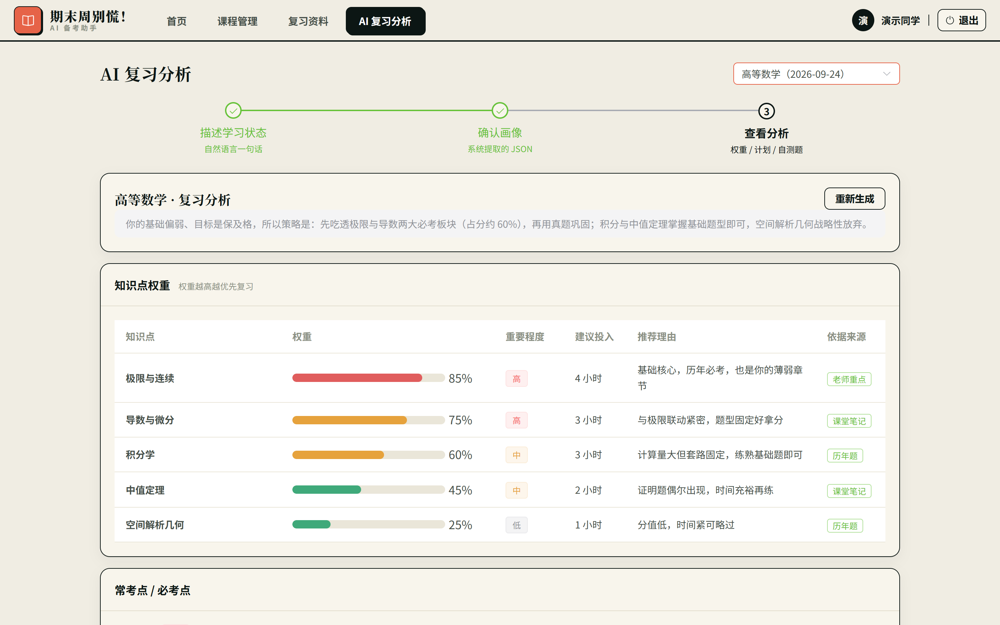 期末周别慌！
AI 备考助手
首页
课程管理
复习资料
AI 复习分析
演
演示同学
退出
AI 复习分析
高等数学（2026-09-24）
描述学习状态
自然语言一句话
确认画像
系统提取的 JSON
3
查看分析
权重 / 计划 / 自测题
高等数学 · 复习分析
重新生成
你的基础偏弱、目标是保及格，所以策略是：先吃透极限与导数两大必考板块（占分约 60%），再用真题巩固；积分与中值定理掌握基础题型即可，空间解析几何战略性放弃。
知识点权重 权重越高越优先复习
知识点 权重 重要程度 建议投入 推荐理由 依据来源
极限与连续 85% 高 4 小时 基础核心，历年必考，也是你的薄弱章
节
老师重点
导数与微分 75% 高 3 小时 与极限联动紧密，题型固定好拿分 课堂笔记
积分学 60% 中 3 小时 计算量大但套路固定，练熟基础题即可 历年题
中值定理 45% 中 2 小时 证明题偶尔出现，时间充裕再练 课堂笔记
空间解析几何 25% 低 1 小时 分值低，时间紧可略过 历年题
常考点 / 必考点